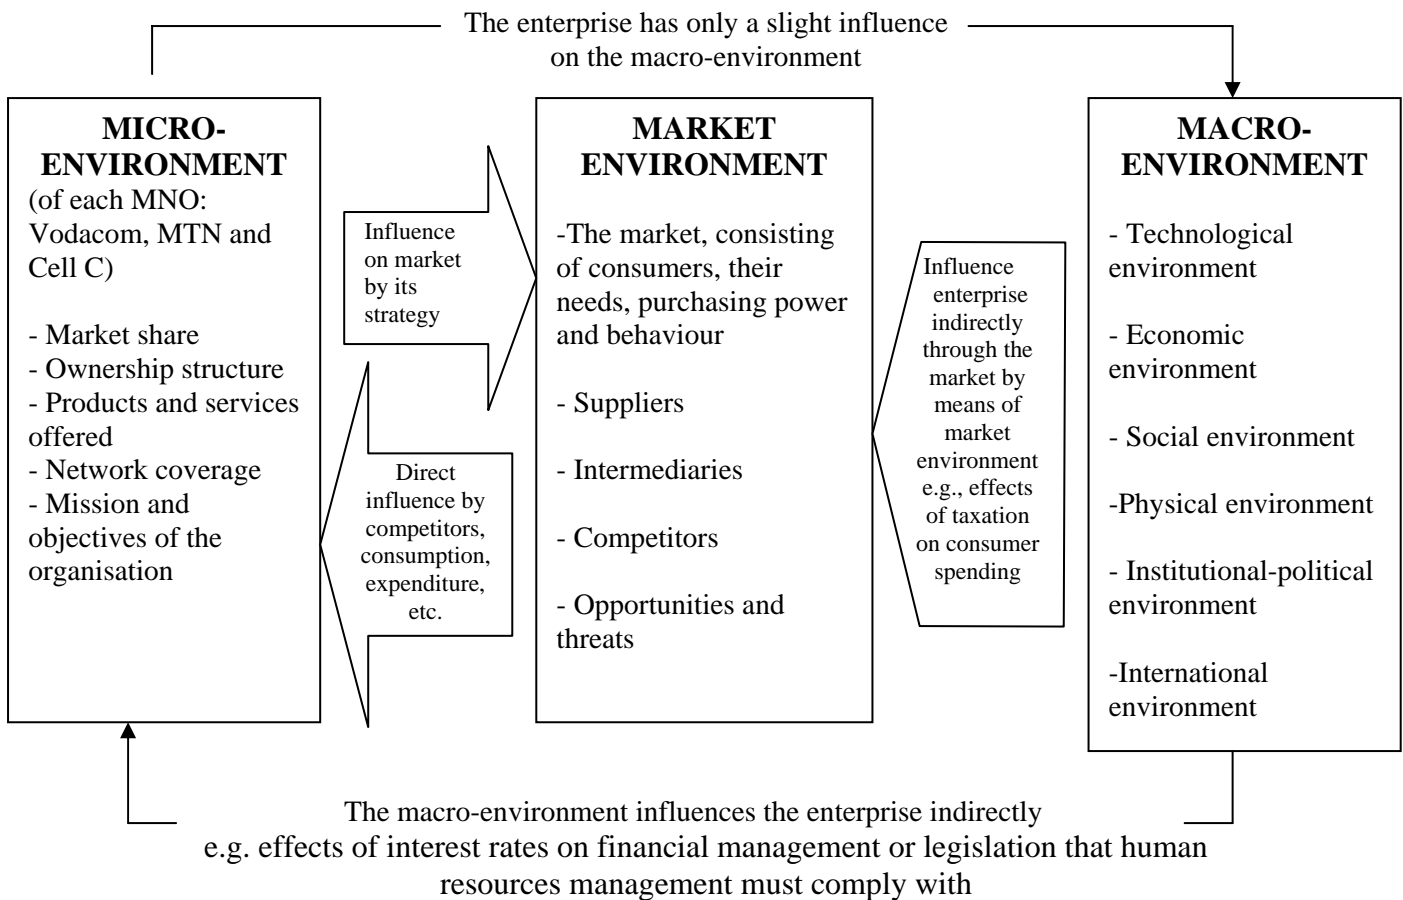 The enterprise has only a slight influence
on the macro-environment
MICRO-
ENVIRONMENT
(of each MNO:
Vodacom, MTN and
Cell C)
- Market share
- Ownership structure
- Products and services
offered
- Network coverage
- Mission and
objectives of the
organisation
Influence
on market
by its
strategy
Direct
influence by
competitors,
consumption,
expenditure,
etc.
MARKET
ENVIRONMENT
-The market, consisting
of consumers, their
needs, purchasing power
and behaviour
- Suppliers
- Intermediaries
- Competitors
- Opportunities and
threats
Influence
enterprise
indirectly
through the
market by
means of
market
environment
e.g., effects
of taxation
on consumer
spending
MACRO-
ENVIRONMENT
- Technological
environment
- Economic
environment
- Social environment
-Physical environment
- Institutional-political
environment
-International
environment
The macro-environment influences the enterprise indirectly
e.g. effects of interest rates on financial management or legislation that human
resources management must comply with